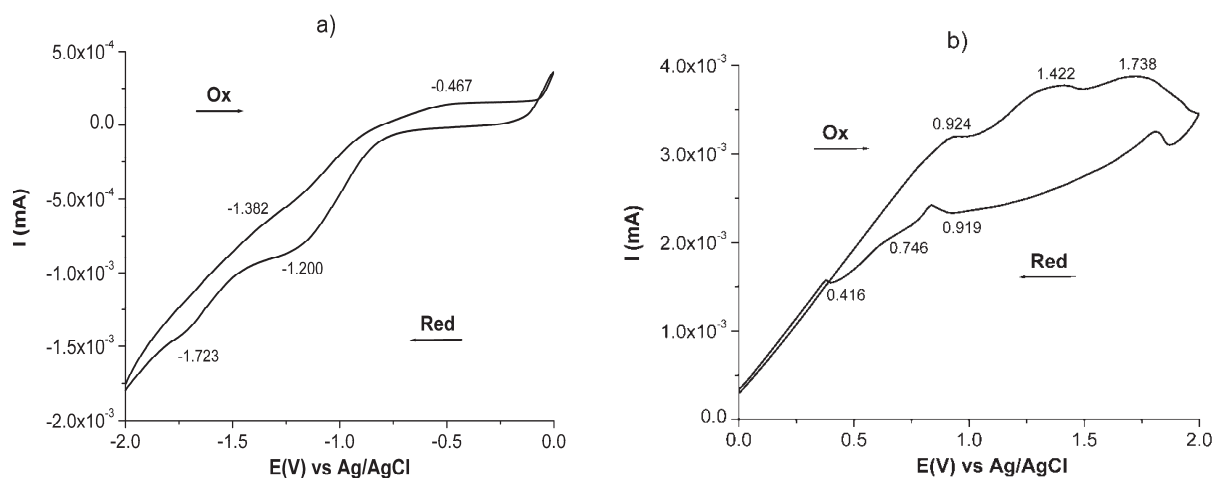 a)
5.0x10⁻⁴
0.0
-5.0x10⁻⁴
-1.0x10⁻³
-1.5x10⁻³
-2.0x10⁻³
I (mA)
Ox
-0.467
-1.382
-1.200
Red
-1.723
-2.0 -1.5 -1.0 -0.5 0.0
E(V) vs Ag/AgCl
b)
4.0x10⁻³
3.0x10⁻³
2.0x10⁻³
1.0x10⁻³
0.0
I (mA)
1.738
1.422
0.924
Ox
0.746
0.919
Red
0.416
0.0 0.5 1.0 1.5 2.0
E(V) vs Ag/AgCl